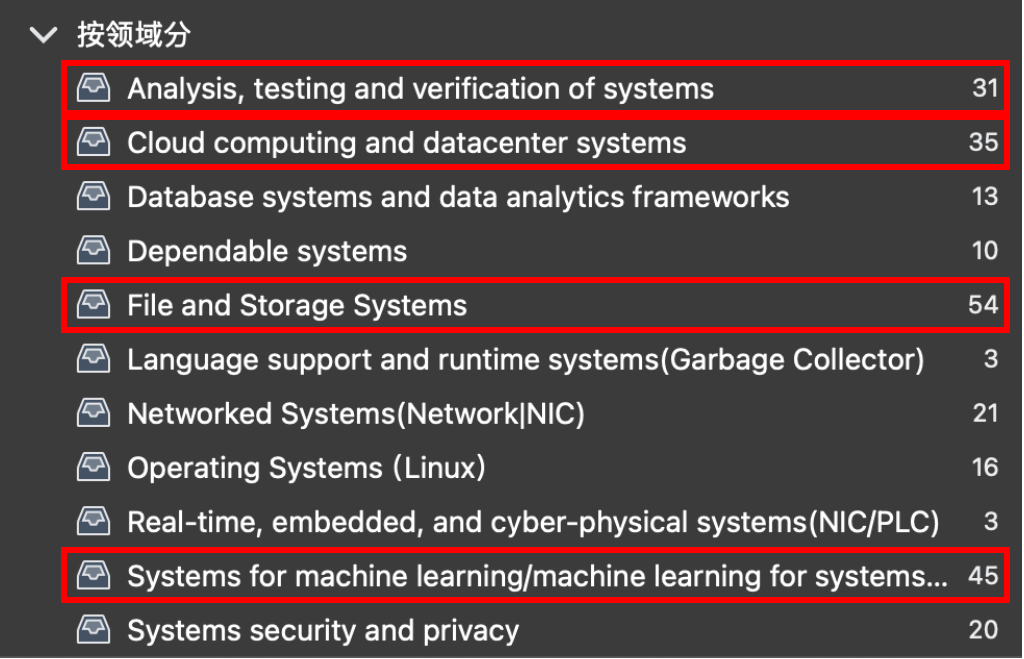 按领域分
Analysis, testing and verification of systems 31
Cloud computing and datacenter systems 35
Database systems and data analytics frameworks 13
Dependable systems 10
File and Storage Systems 54
Language support and runtime systems(Garbage Collector) 3
Networked Systems(Network|NIC) 21
Operating Systems (Linux) 16
Real-time, embedded, and cyber-physical systems(NIC/PLC) 3
Systems for machine learning/machine learning for systems... 45
Systems security and privacy 20